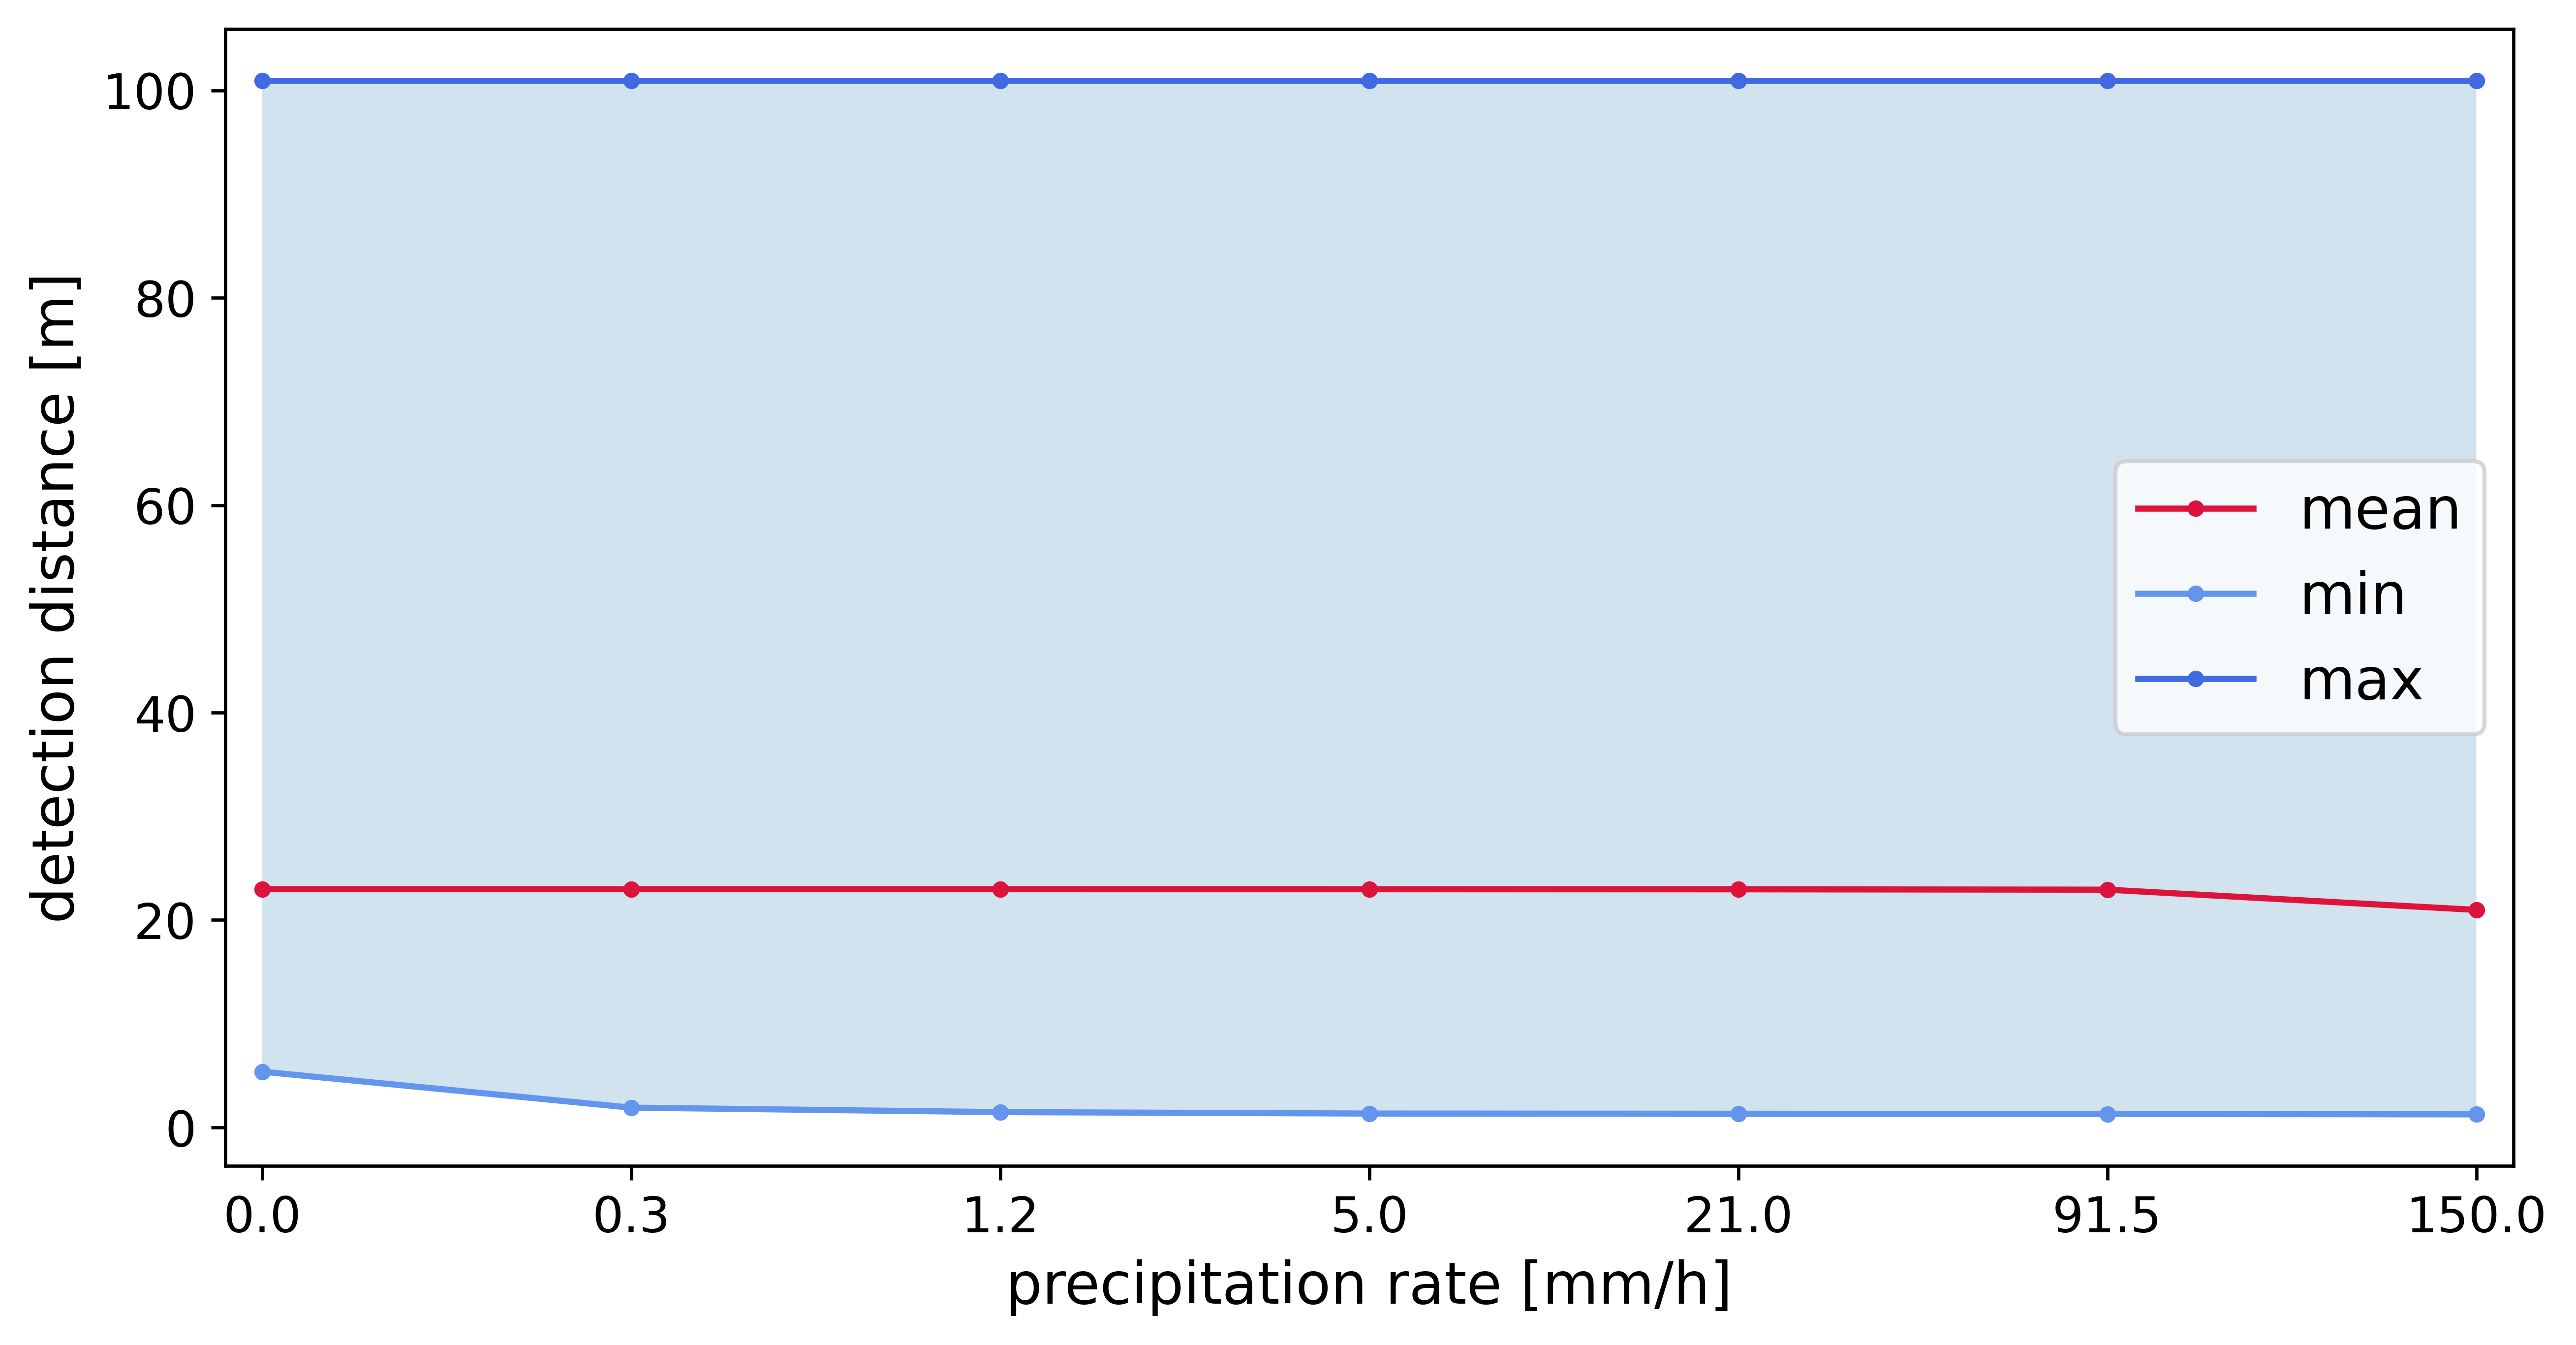 detection distance [m]
100
80
60
40
20
0
mean
min
max
0.0 0.3 1.2 5.0 21.0 91.5 150.0
precipitation rate [mm/h]